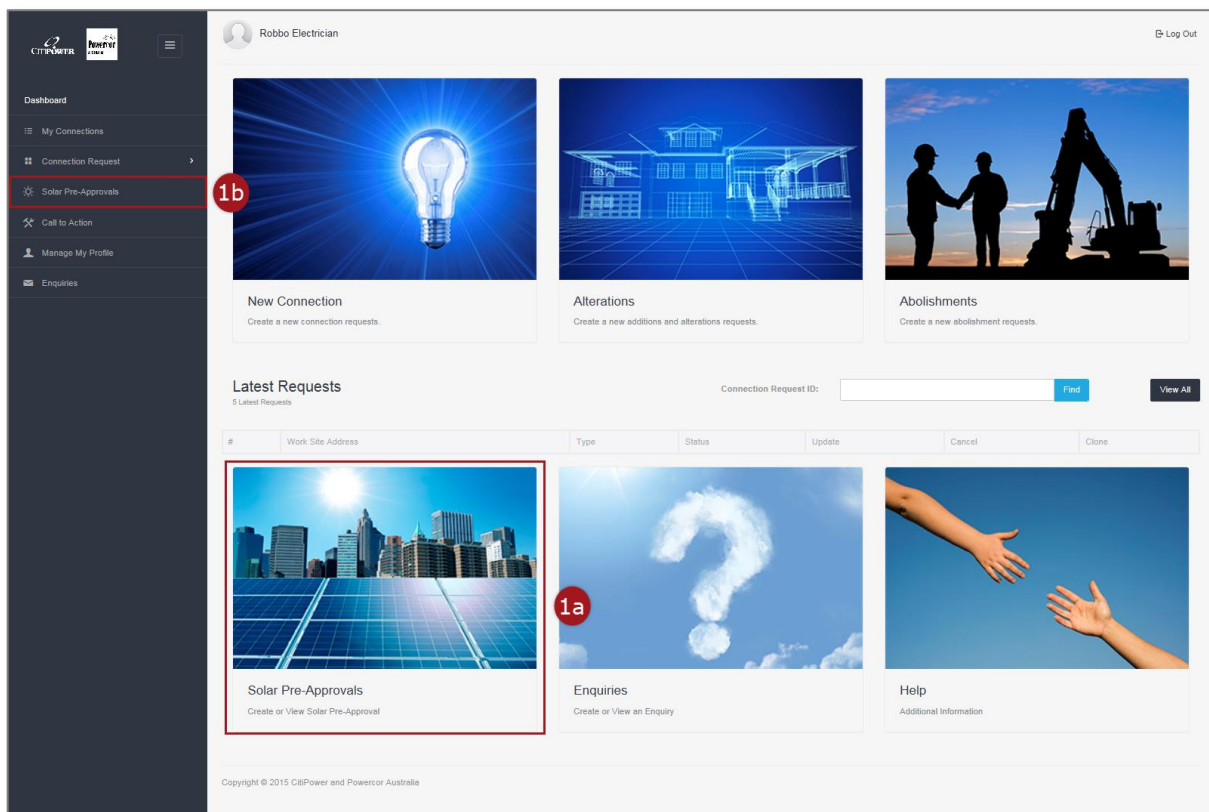 CITIPOWER
Powercor
AUSTRALIA
Robbo Electrician
Log Out
Dashboard
My Connections
Connection Request
Solar Pre-Approvals
1b
Call to Action
Manage My Profile
Enquiries
New Connection
Create a new connection requests.
Alterations
Create a new additions and alterations requests.
Abolishments
Create a new abolishment requests.
Latest Requests
5 Latest Requests
Connection Request ID:
Find
View All
# Work Site Address Type Status Update Cancel Clone
1a
Solar Pre-Approvals
Create or View Solar Pre-Approval
Enquiries
Create or View an Enquiry
Help
Additional Information
Copyright © 2015 CitiPower and Powercor Australia